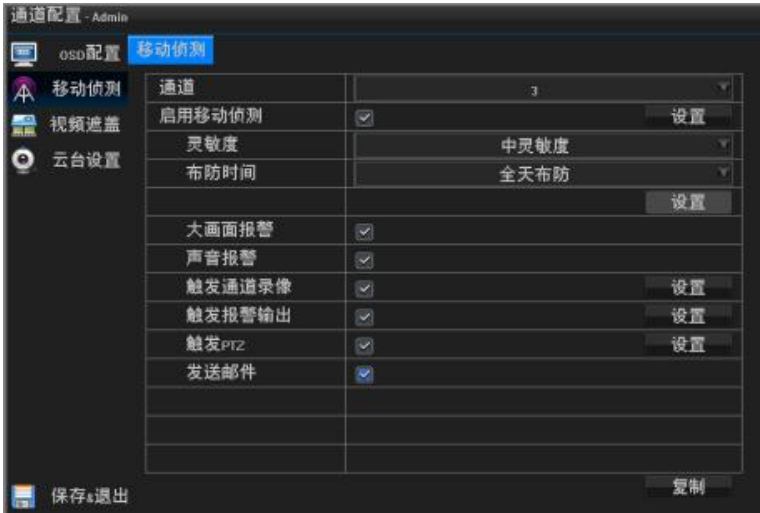 通道配置 - Admin
OSD配置 移动侦测
移动侦测
视频遮盖
云台设置
通道 3
启用移动侦测 设置
灵敏度 中灵敏度
布防时间 全天布防
设置
大画面报警
声音报警
触发通道录像 设置
触发报警输出 设置
触发PTZ 设置
发送邮件
复制
保存&退出